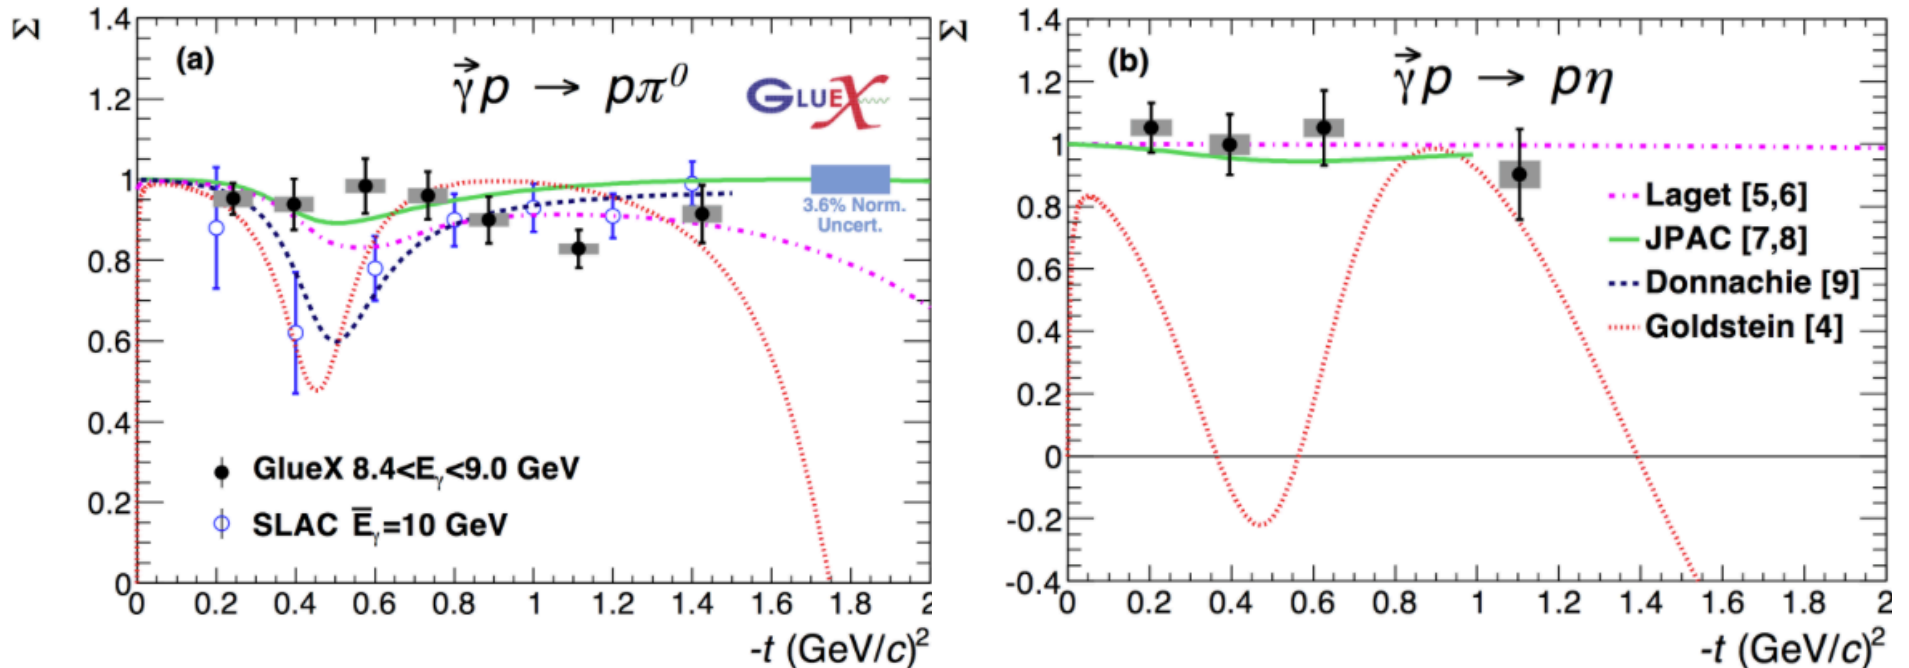 Σ
1.4
1.2
1
0.8
0.6
0.4
0.2
0
(a)
γ⃗p → pπ⁰
GLUEX
3.6% Norm.
Uncert.
GlueX 8.4<Eγ<9.0 GeV
SLAC E̅γ=10 GeV
0 0.2 0.4 0.6 0.8 1 1.2 1.4 1.6 1.8 2
-t (GeV/c)²
Σ
1.4
1.2
1
0.8
0.6
0.4
0.2
0
-0.2
-0.4
(b)
γ⃗p → pη
Laget [5,6]
JPAC [7,8]
Donnachie [9]
Goldstein [4]
0 0.2 0.4 0.6 0.8 1 1.2 1.4 1.6 1.8 2
-t (GeV/c)²